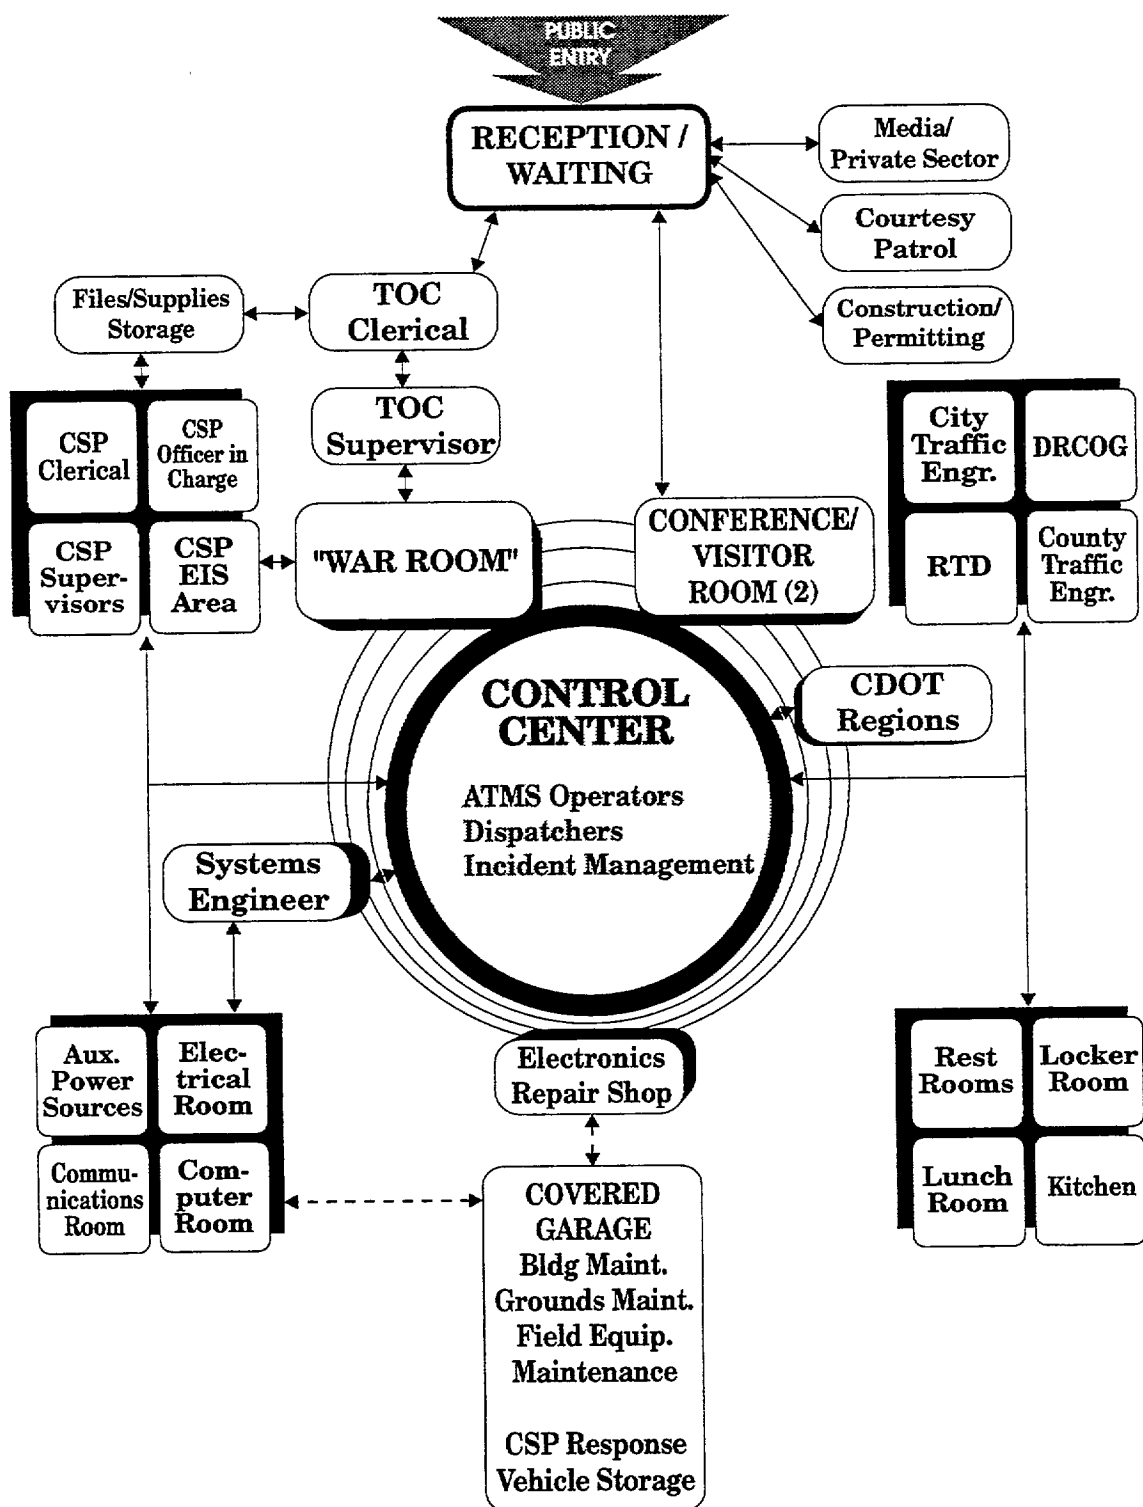 PUBLIC
ENTRY
RECEPTION /
WAITING
Media/
Private Sector
Courtesy
Patrol
Construction/
Permitting
Files/Supplies
Storage
TOC
Clerical
TOC
Supervisor
CSP
Clerical
CSP
Officer in
Charge
CSP
Super-
visors
CSP
EIS
Area
"WAR ROOM"
CONFERENCE/
VISITOR
ROOM (2)
City
Traffic
Engr.
DRCOG
RTD
County
Traffic
Engr.
CONTROL
CENTER
ATMS Operators
Dispatchers
Incident Management
CDOT
Regions
Systems
Engineer
Aux.
Power
Sources
Elec-
trical
Room
Commu-
nications
Room
Com-
puter
Room
Electronics
Repair Shop
COVERED
GARAGE
Bldg Maint.
Grounds Maint.
Field Equip.
Maintenance
CSP Response
Vehicle Storage
Rest
Rooms
Locker
Room
Lunch
Room
Kitchen